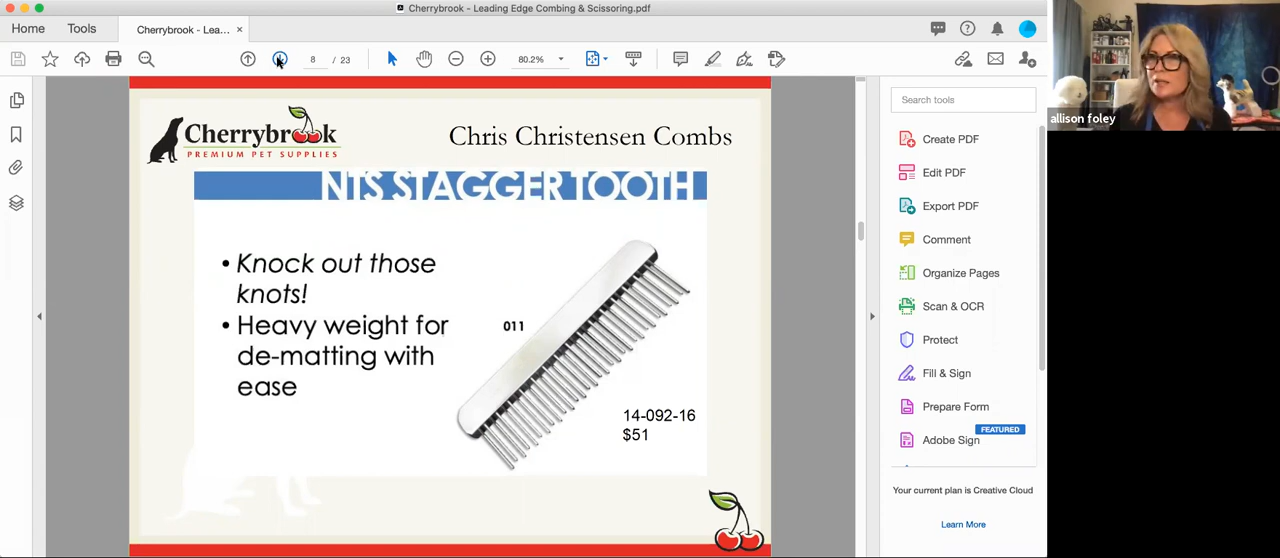 Cherrybrook - Leading Edge Combing & Scissoring.pdf
Home
Tools
Cherrybrook - Lea...
8 / 23
80.2%
Cherrybrook
PREMIUM PET SUPPLIES
Chris Christensen Combs
NTS STAGGER TOOTH
• Knock out those
knots!
• Heavy weight for
de-matting with
ease
011
14-092-16
$51
Search tools
Create PDF
Edit PDF
Export PDF
Comment
Organize Pages
Scan & OCR
Protect
Fill & Sign
Prepare Form
Adobe Sign
FEATURED
Your current plan is Creative Cloud
Learn More
allison foley